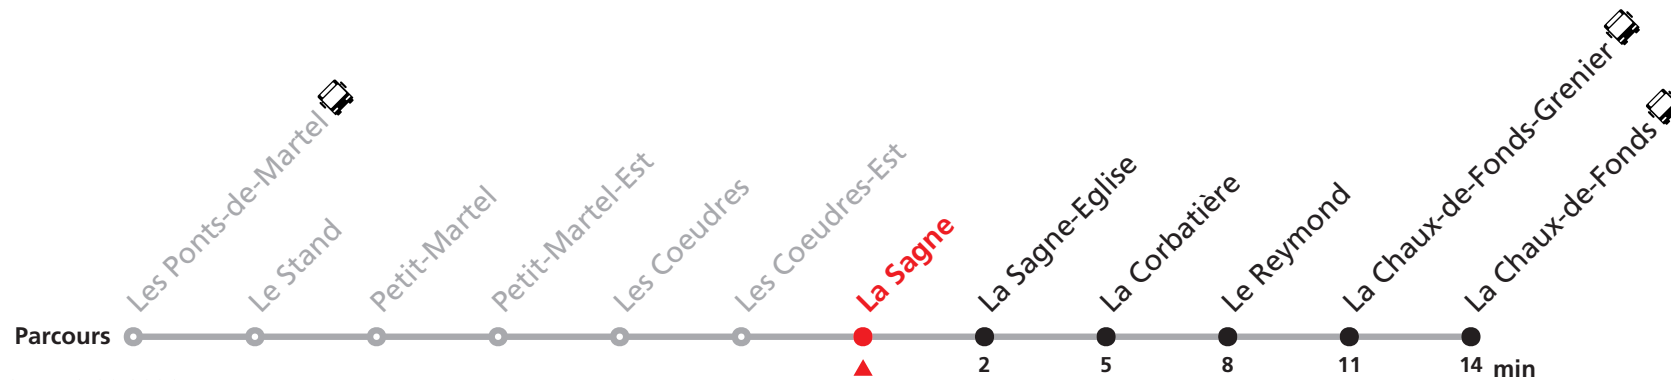 Les Ponts-de-Martel
Le Stand
Petit-Martel
Petit-Martel-Est
Les Coeudres
Les Coeudres-Est
La Sagne
La Sagne-Eglise
La Corbatière
Le Reymond
La Chaux-de-Fonds-Grenier
La Chaux-de-Fonds
Parcours
2 5 8 11 14 min